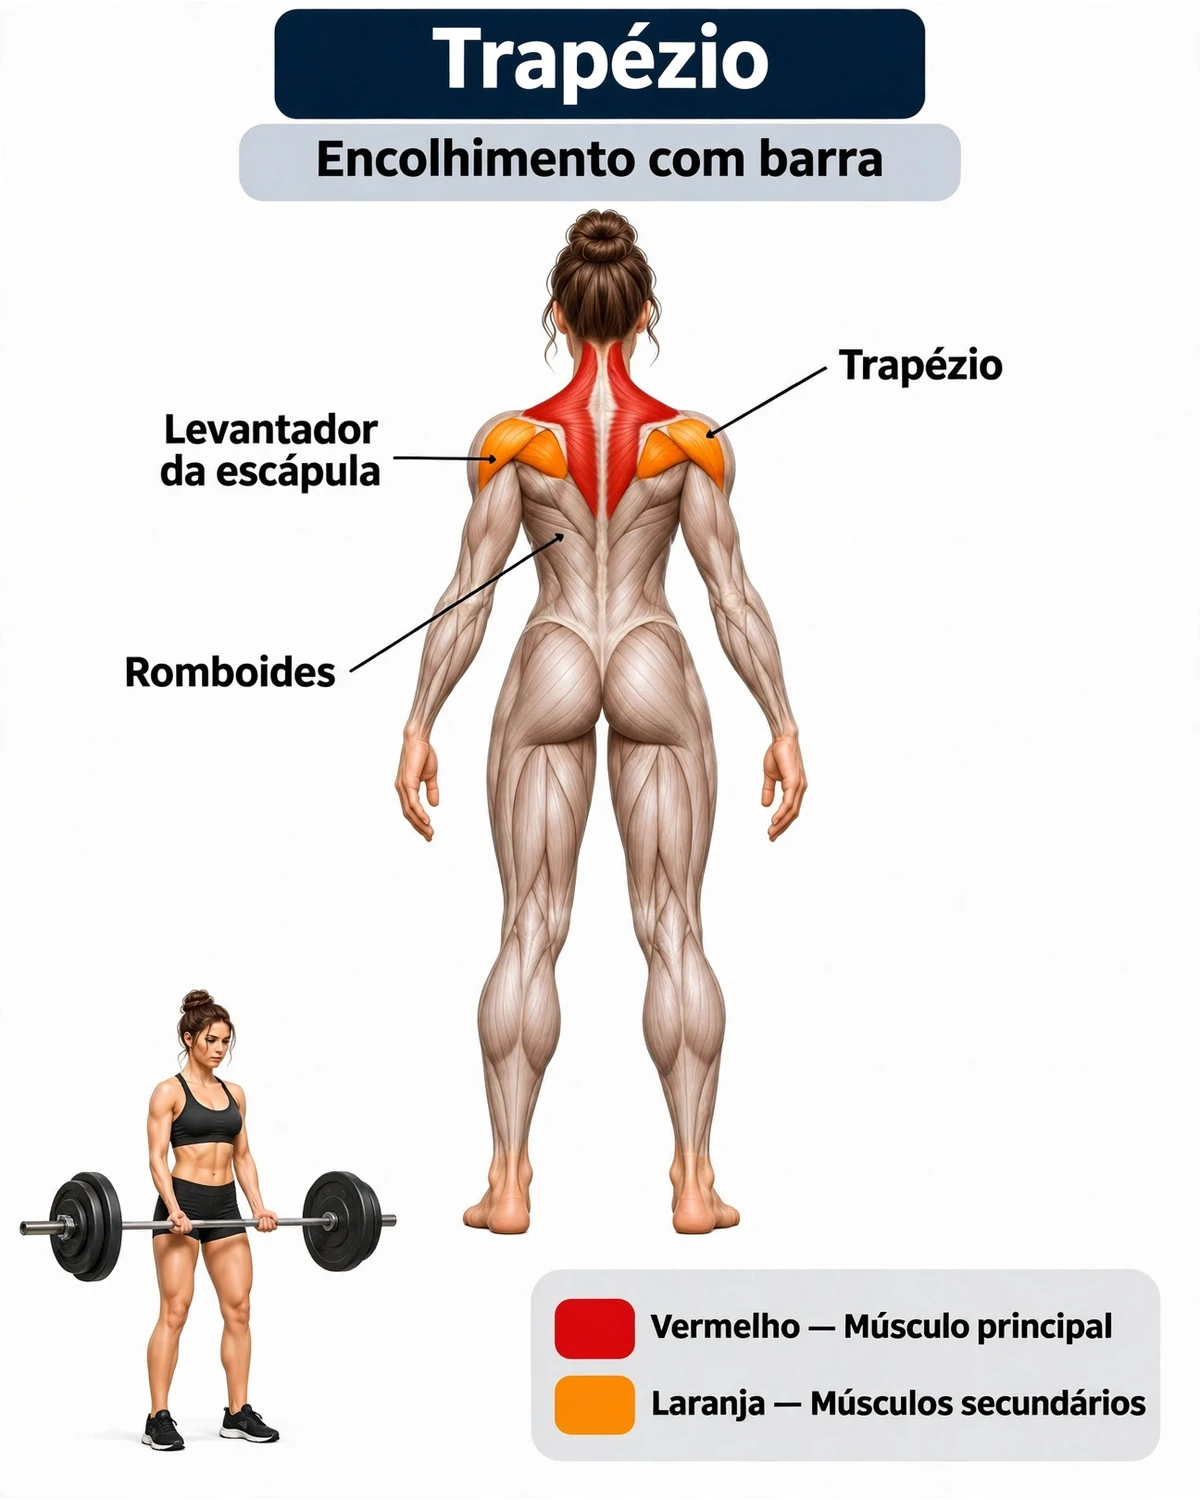 Trapézio
Encolhimento com barra
Trapézio
Levantador
da escápula
Romboides
Vermelho — Músculo principal
Laranja — Músculos secundários